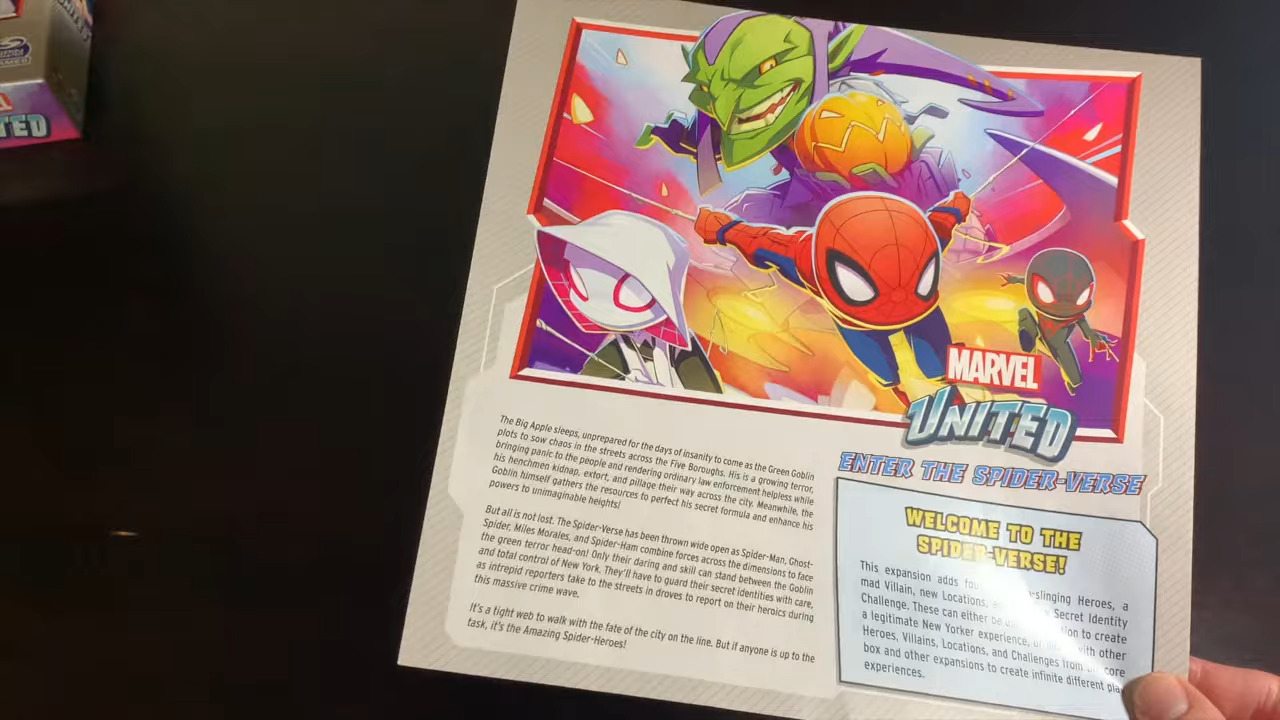 GAMES
TED
MARVEL
UNITED
ENTER THE SPIDER-VERSE
The Big Apple sleeps, unprepared for the days of insanity to come as the Green Goblin
plots to sow chaos in the streets across the Five Boroughs. His is a growing terror,
bringing panic to the people and rendering ordinary law enforcement helpless while
his henchmen kidnap, extort, and pillage their way across the city. Meanwhile, the
Goblin himself gathers the resources to perfect his secret formula and enhance his
powers to unimaginable heights!
But all is not lost. The Spider-Verse has been thrown wide open as Spider-Man, Ghost-
Spider, Miles Morales, and Spider-Ham combine forces across the dimensions to face
the green terror head-on! Only their daring and skill can stand between the Goblin
and total control of New York. They'll have to guard their secret identities with care,
as intrepid reporters take to the streets in droves to report on their heroics during
this massive crime wave.
It's a tight web to walk with the fate of the city on the line. But if anyone is up to the
task, it's the Amazing Spider-Heroes!
WELCOME TO THE
SPIDER-VERSE!
This expansion adds slinging Heroes, a
mad Villain, new Locations, Secret Identity
Challenge. These can either be to create
a legitimate New Yorker experience, with other
Heroes, Villains, Locations, and Challenges from core
box and other expansions to create infinite different
experiences.